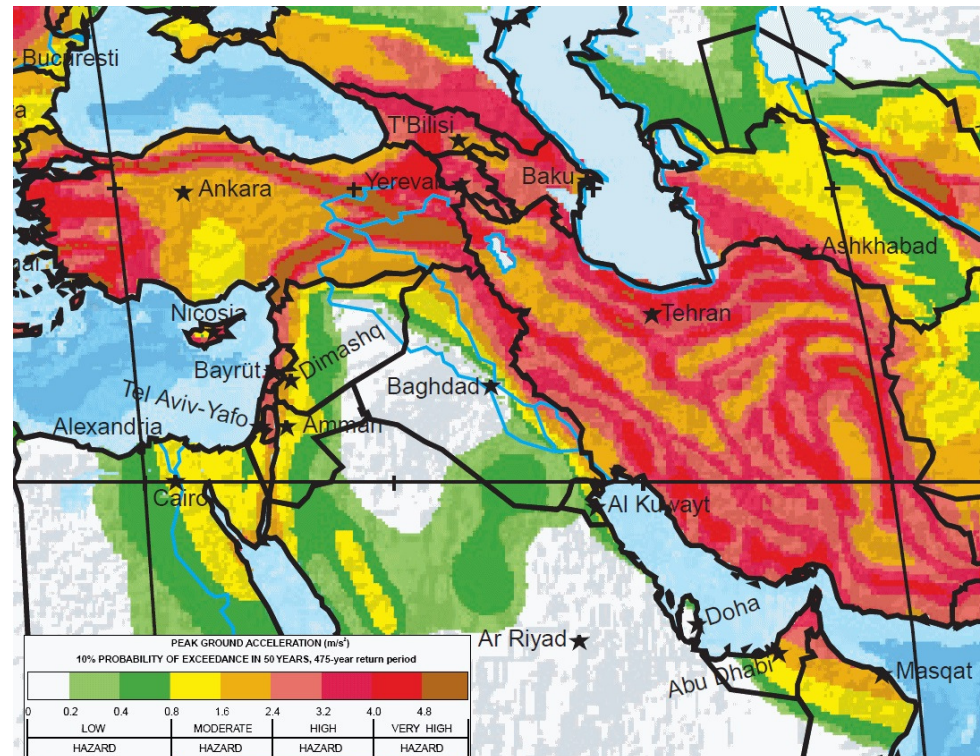 Bucuresti
a
T'Bilisi
Ankara
Yerevan
Baku
Ashkhabad
Nicosia
Tehran
Bayrüt
Dimashq
Baghdad
Tel Aviv-Yafo
Alexandria
Amman
Cairo
Al Kuwayt
Doha
Ar Riyad
Abu Dhabi
Masqat
PEAK GROUND ACCELERATION (m/s²)
10% PROBABILITY OF EXCEEDANCE IN 50 YEARS, 475-year return period
0 0.2 0.4 0.8 1.6 2.4 3.2 4.0 4.8
LOW MODERATE HIGH VERY HIGH
HAZARD HAZARD HAZARD HAZARD